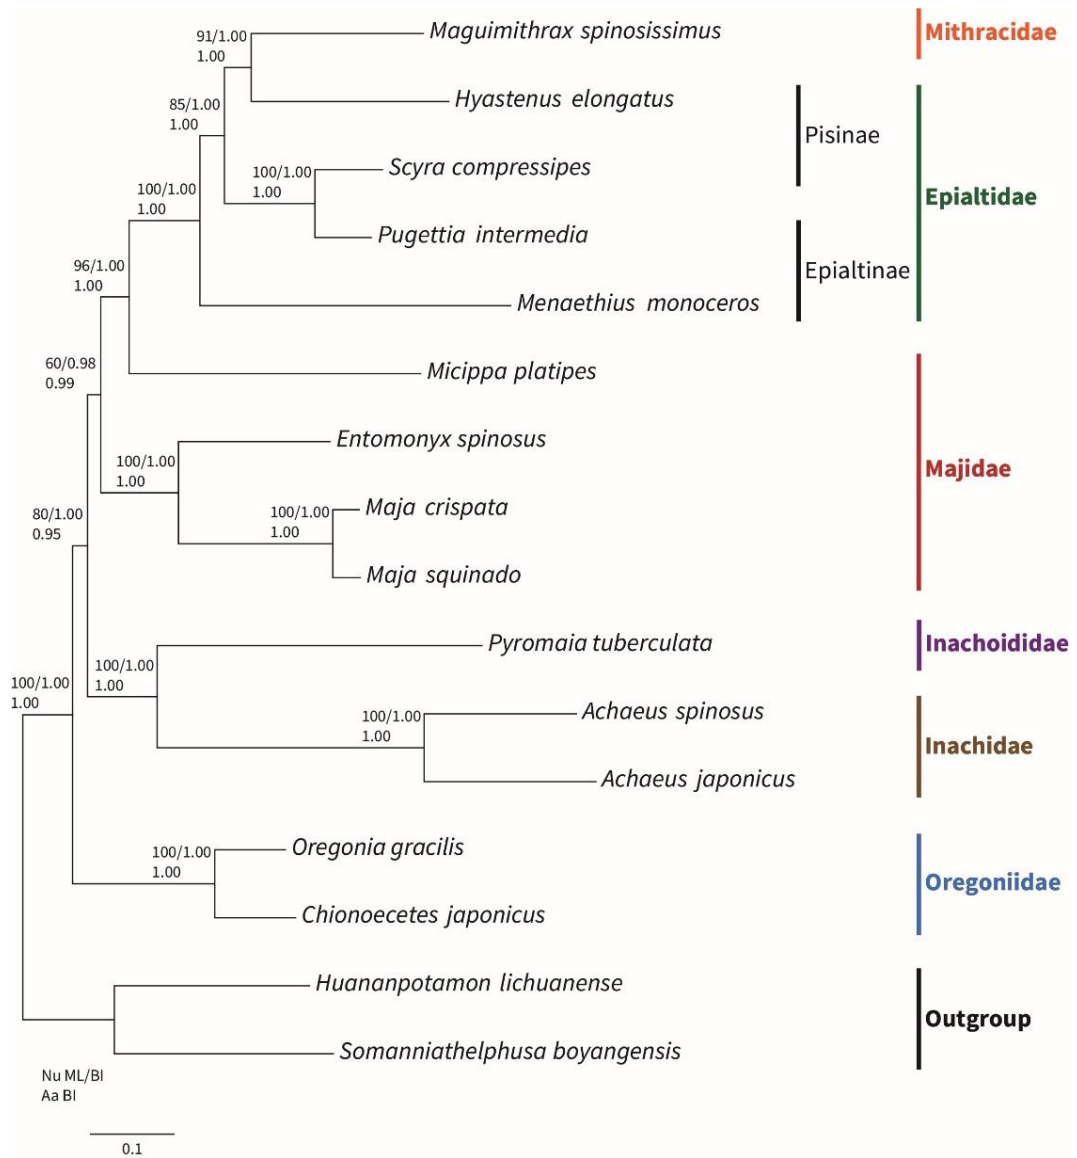 91/1.00
1.00
Maguimithrax spinosissimus
Mithracidae
85/1.00
1.00
Hyastenus elongatus
Pisinae
100/1.00
1.00
Scyra compressipes
Epialtidae
100/1.00
1.00
Pugettia intermedia
Epialtinae
96/1.00
1.00
Menaethius monoceros
60/0.98
0.99
Micippa platipes
Entomonyx spinosus
100/1.00
1.00
Majidae
100/1.00
1.00
Maja crispata
80/1.00
0.95
Maja squinado
Pyromaia tuberculata
Inachoididae
100/1.00
1.00
100/1.00
1.00
Achaeus spinosus
100/1.00
1.00
Inachidae
Achaeus japonicus
Oregonia gracilis
100/1.00
1.00
Oregoniidae
Chionoecetes japonicus
Huananpotamon lichuanense
Outgroup
Somanniathelphusa boyangensis
Nu ML/BI
Aa BI
0.1